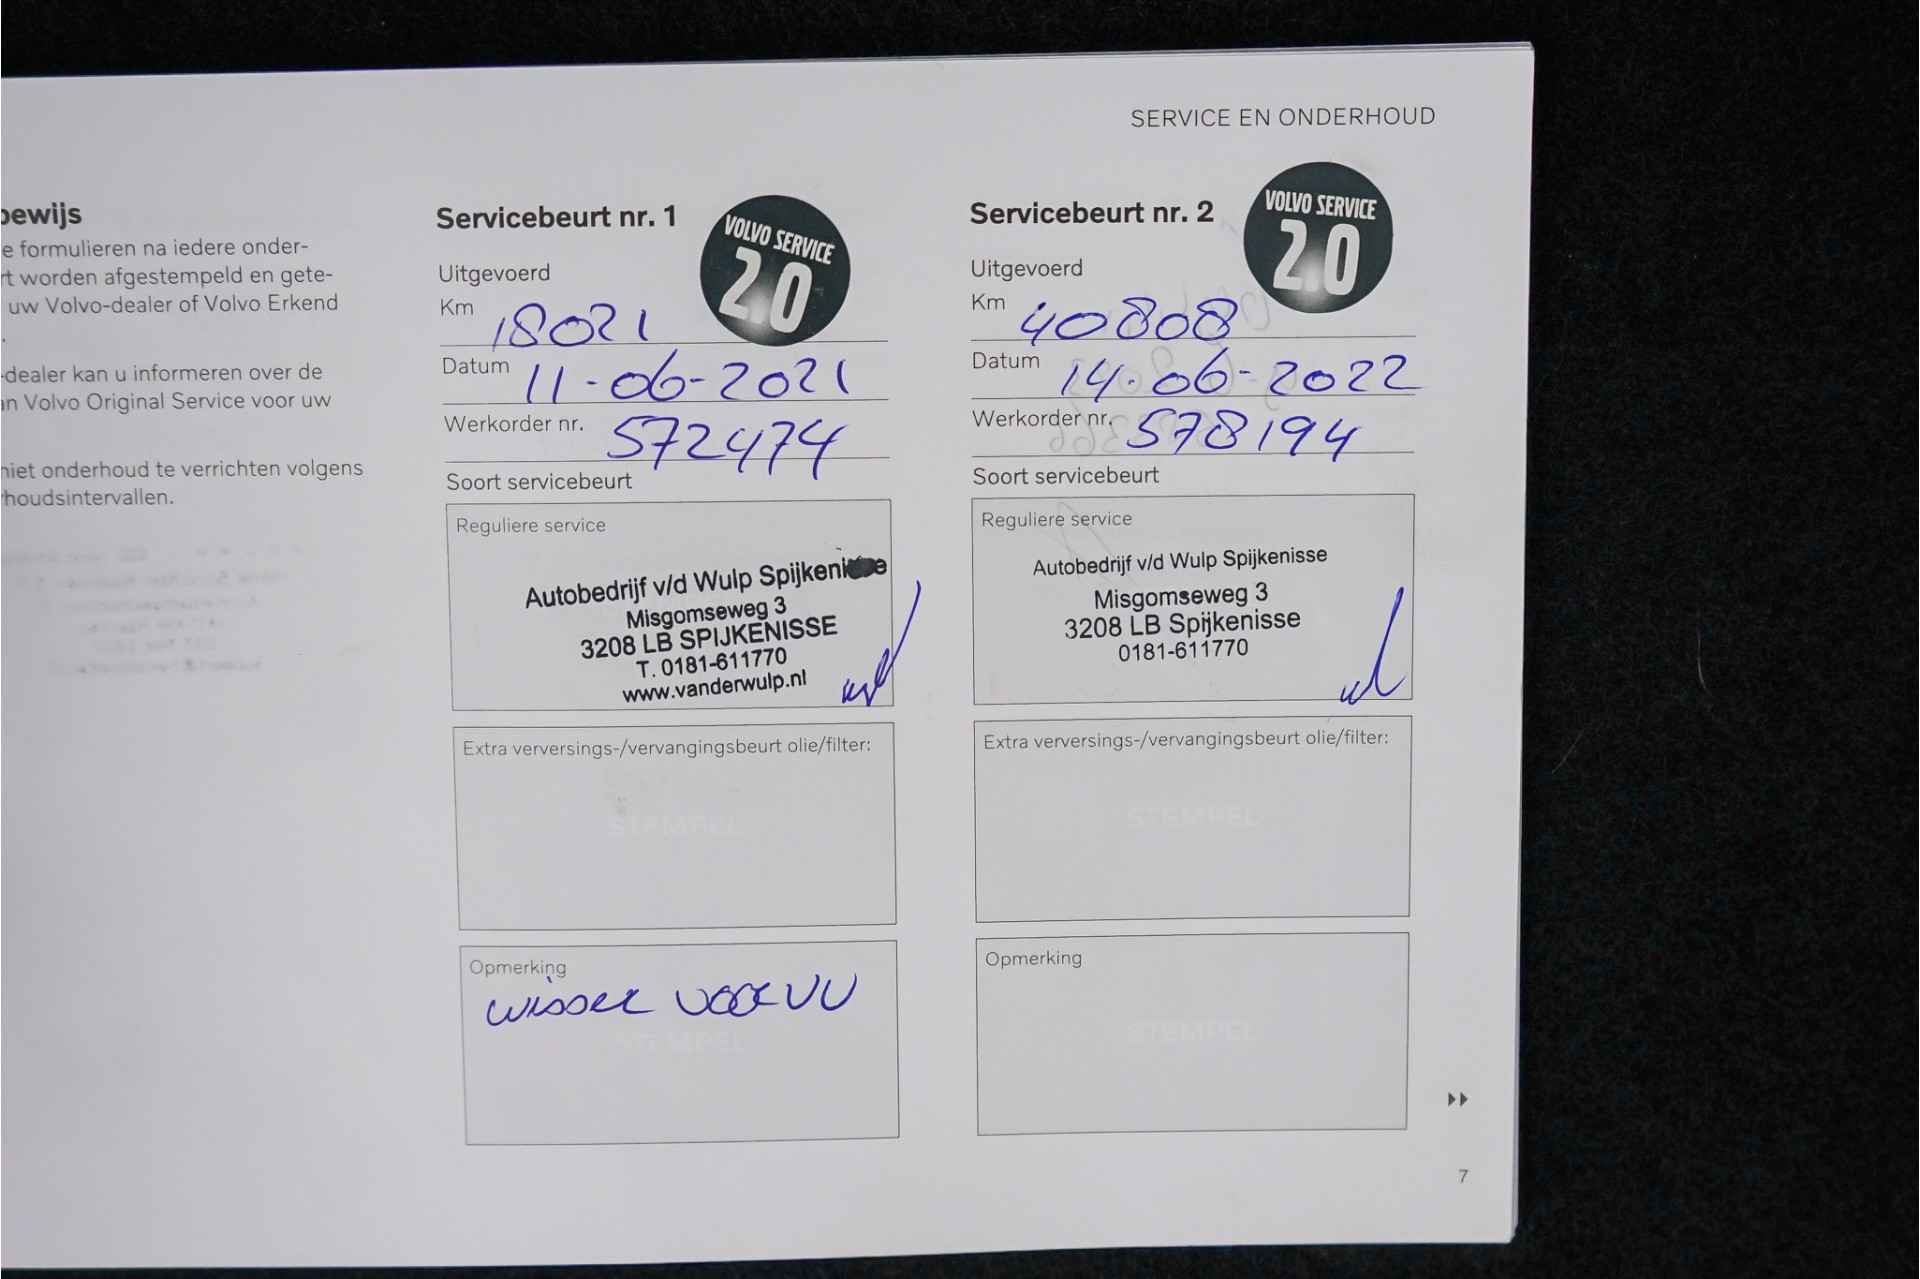 SERVICE EN ONDERHOUD
bewijs
e formulieren na iedere onder-
rt worden afgestempeld en gete-
uw Volvo-dealer of Volvo Erkend
.
-dealer kan u informeren over de
an Volvo Original Service voor uw
niet onderhoud te verrichten volgens
rhoudsintervallen.
Servicebeurt nr. 1
VOLVO SERVICE
2.0
Uitgevoerd
Km 18021
Datum 11-06-2021
Werkorder nr. 572474
Soort servicebeurt
Reguliere service
Autobedrijf v/d Wulp Spijkenisse
Misgomseweg 3
3208 LB SPIJKENISSE
T. 0181-611770
www.vanderwulp.nl
Extra verversings-/vervangingsbeurt olie/filter:
STEMPEL
Opmerking
wisser voor
STEMPEL
Servicebeurt nr. 2
VOLVO SERVICE
2.0
Uitgevoerd
Km 40808
Datum 14-06-2022
Werkorder nr. 578194
Soort servicebeurt
Reguliere service
Autobedrijf v/d Wulp Spijkenisse
Misgomseweg 3
3208 LB Spijkenisse
0181-611770
Extra verversings-/vervangingsbeurt olie/filter:
STEMPEL
Opmerking
STEMPEL
7